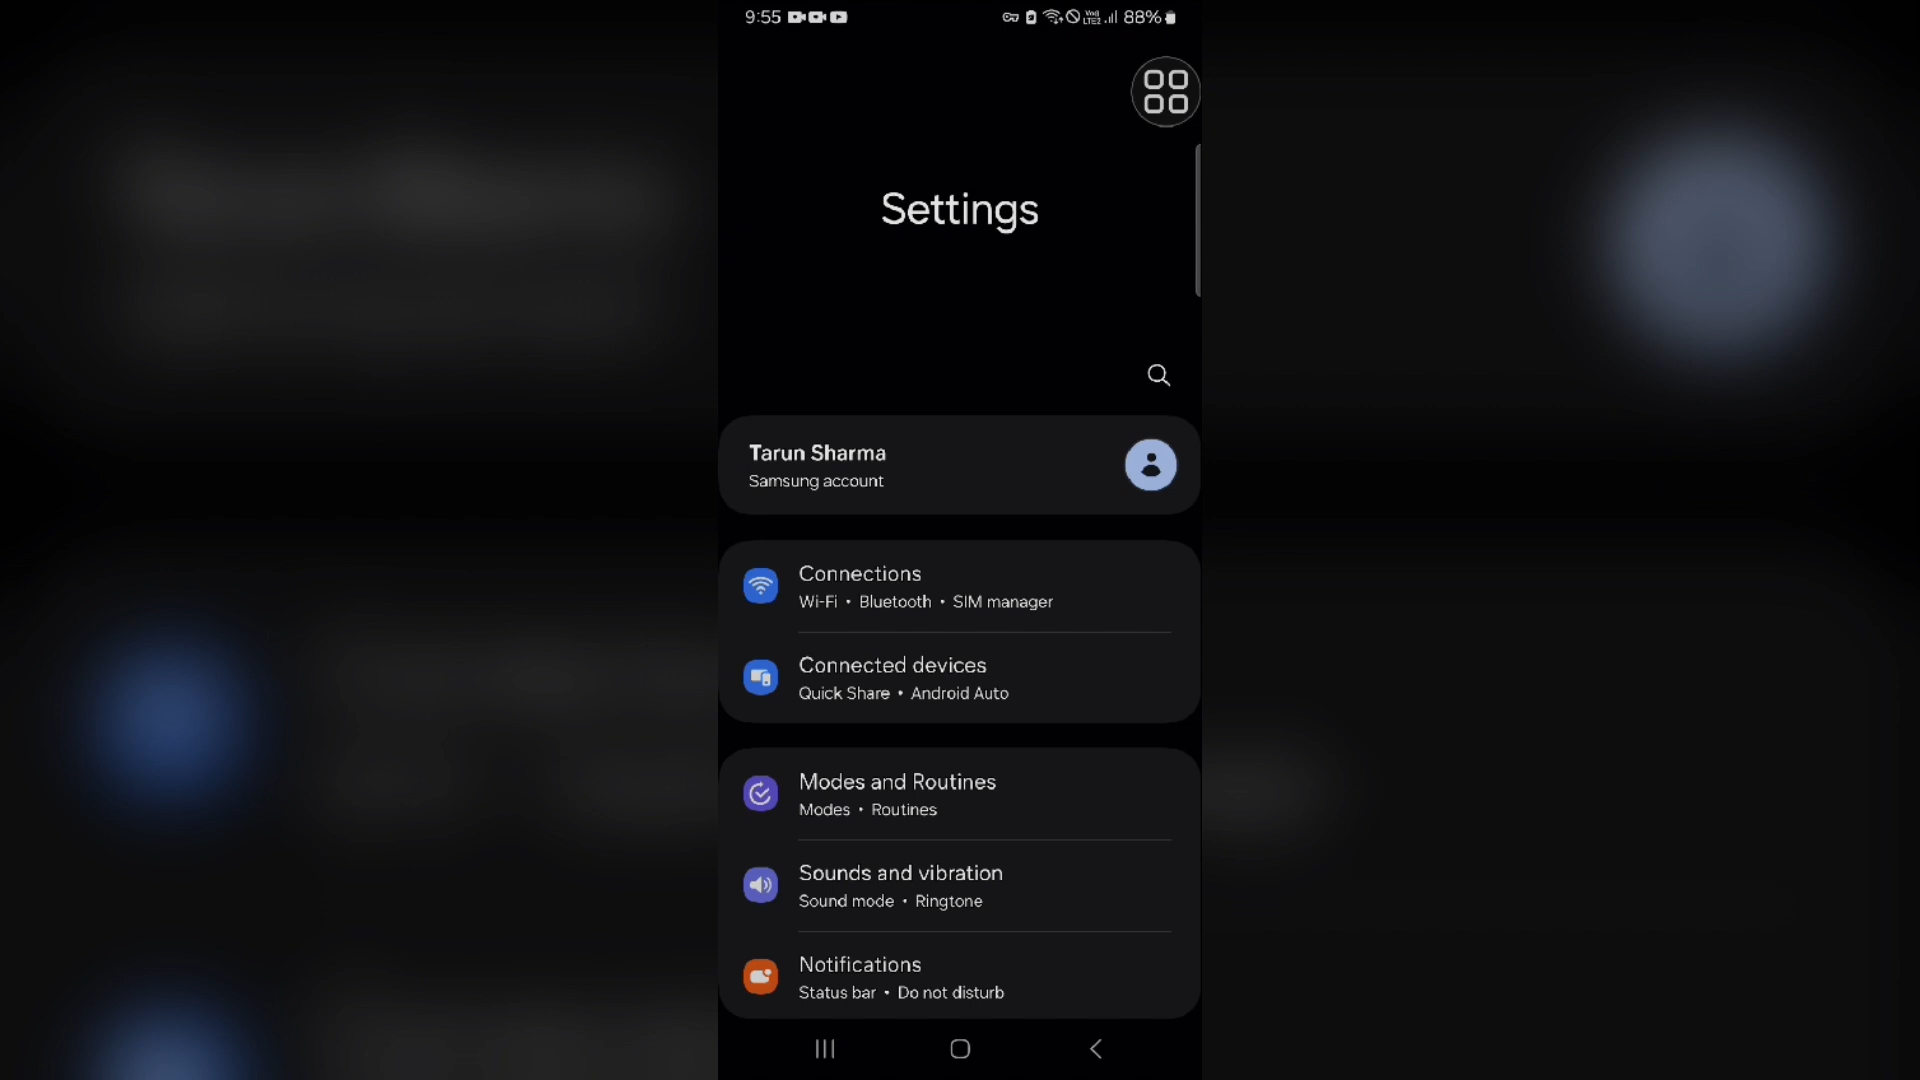 9:55 88%
Settings
Tarun Sharma
Samsung account
Connections
Wi-Fi • Bluetooth • SIM manager
Connected devices
Quick Share • Android Auto
Modes and Routines
Modes • Routines
Sounds and vibration
Sound mode • Ringtone
Notifications
Status bar • Do not disturb